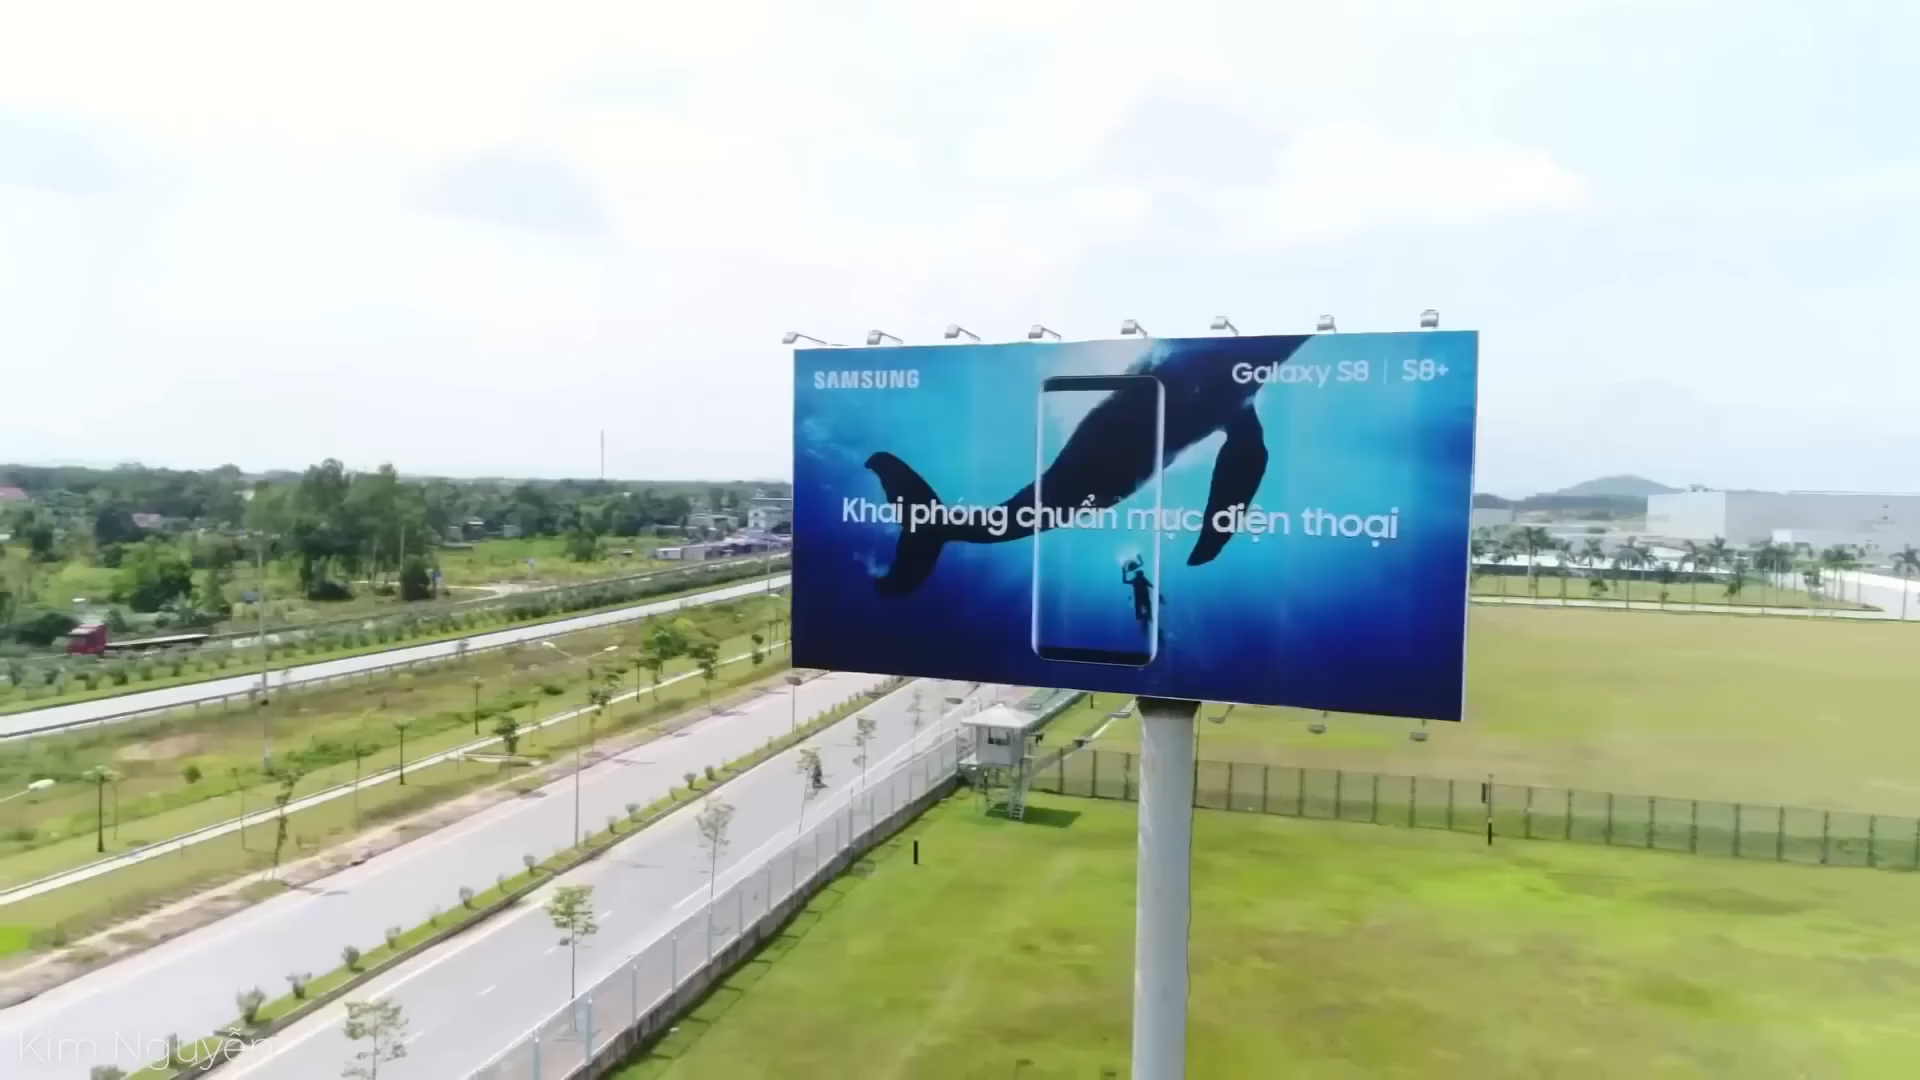 SAMSUNG
Galaxy S8 | S8+
Khai phóng chuẩn mực điện thoại
Kim Nguyễn